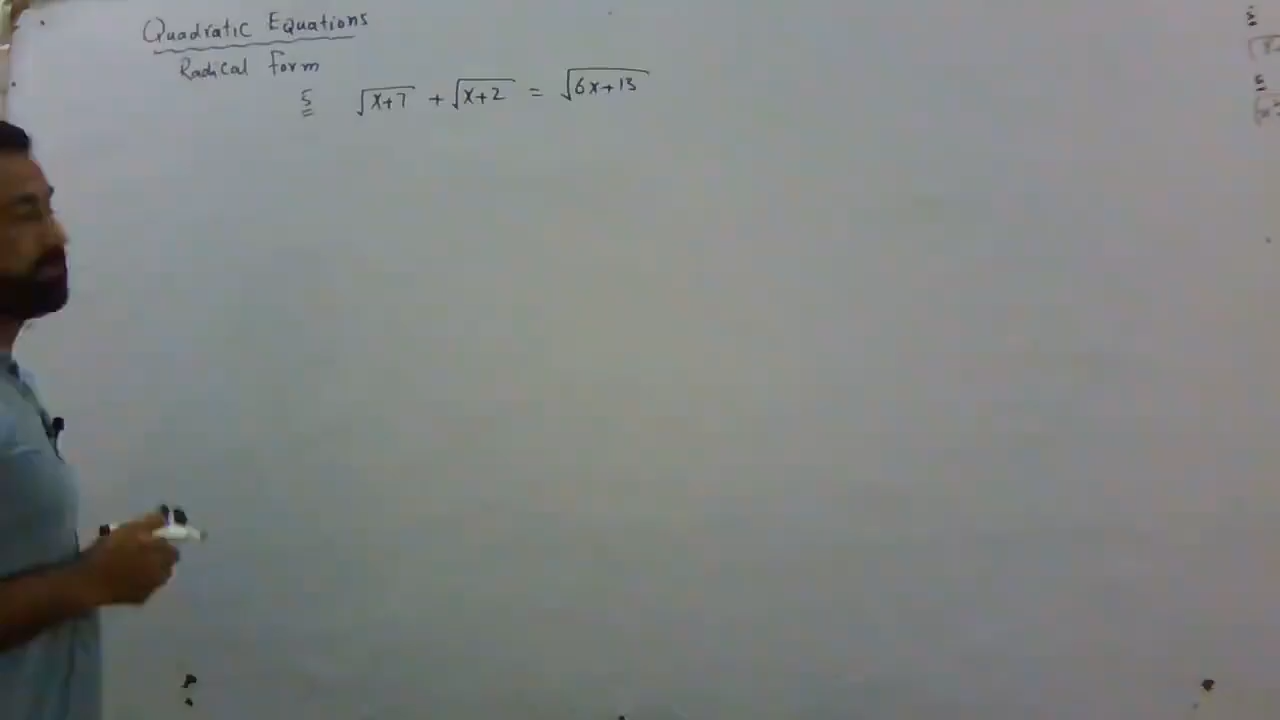 Quadratic Equations
Radical Form
5 √x+7 + √x+2 = √6x+13